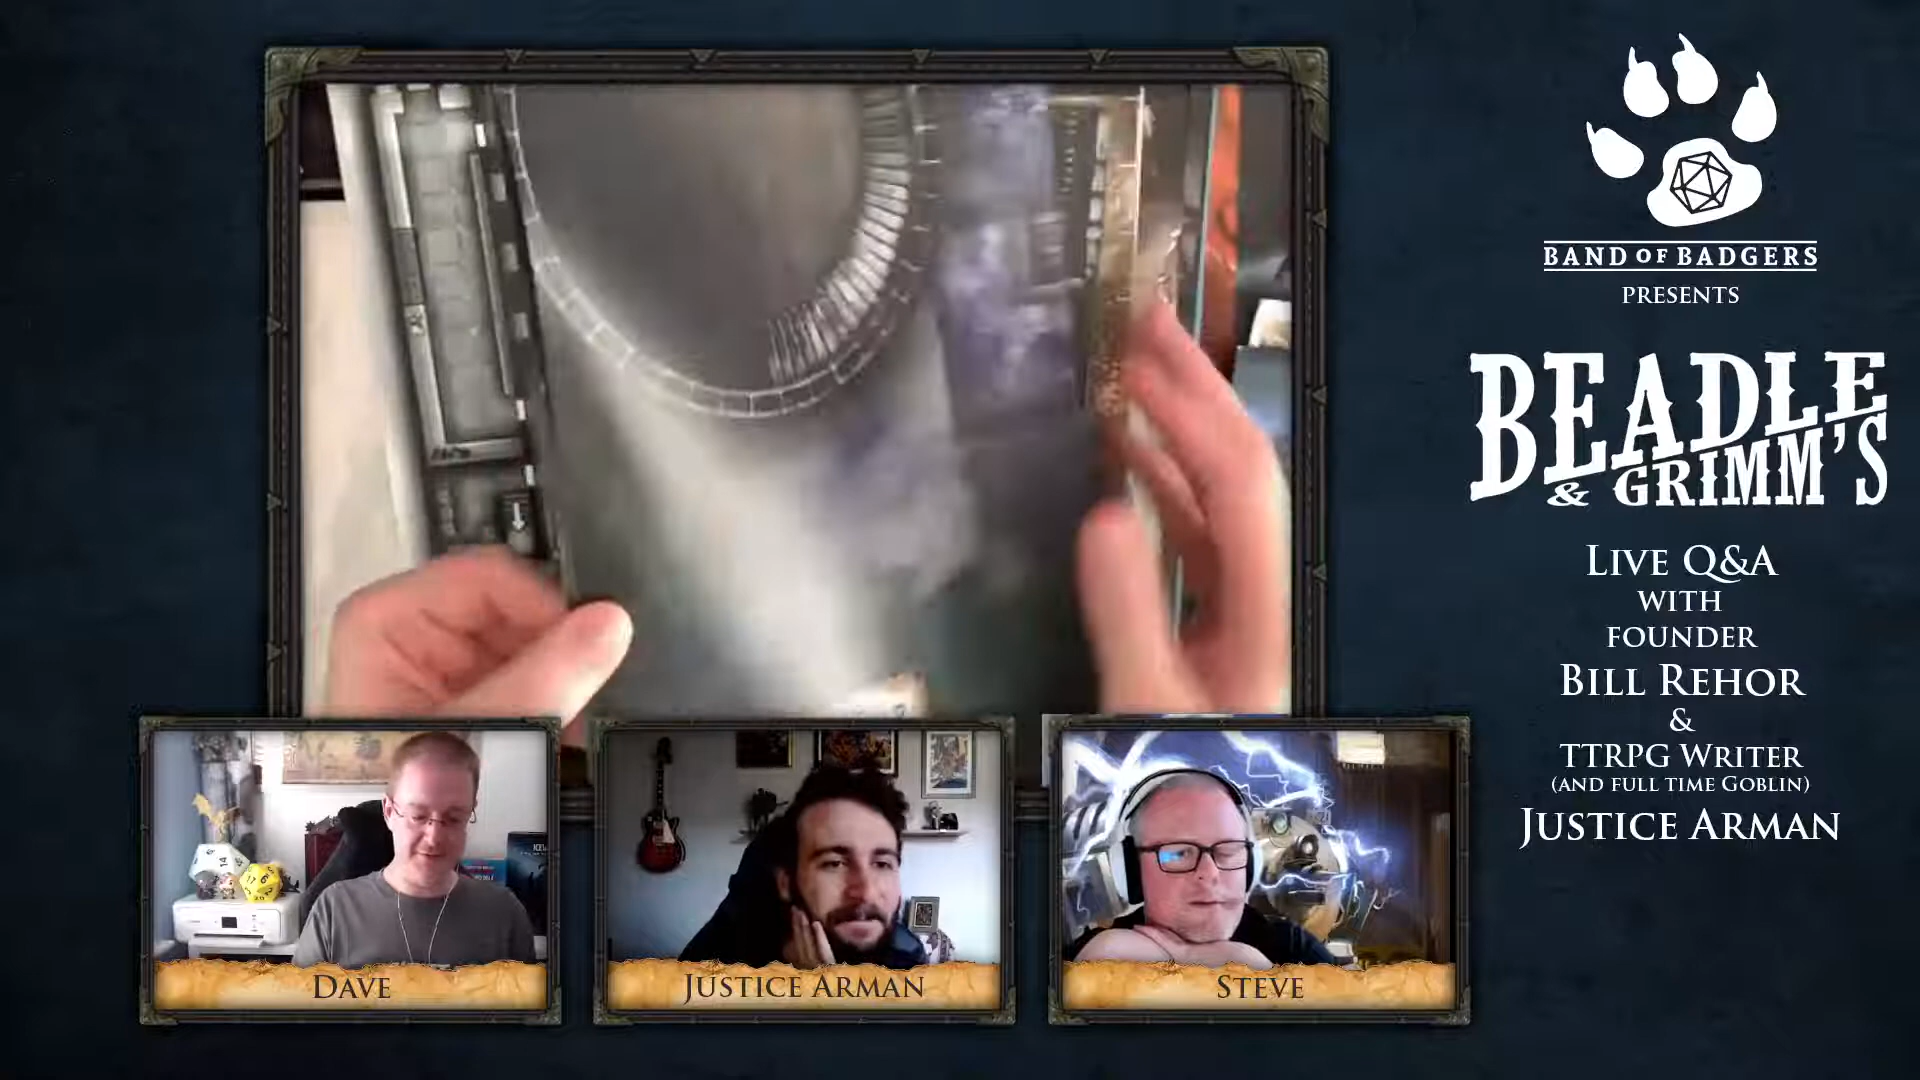 BAND OF BADGERS
PRESENTS
BEADLE
& GRIMM'S
LIVE Q&A
WITH
FOUNDER
BILL REHOR
&
TTRPG WRITER
(AND FULL TIME GOBLIN)
JUSTICE ARMAN
DAVE
JUSTICE ARMAN
STEVE